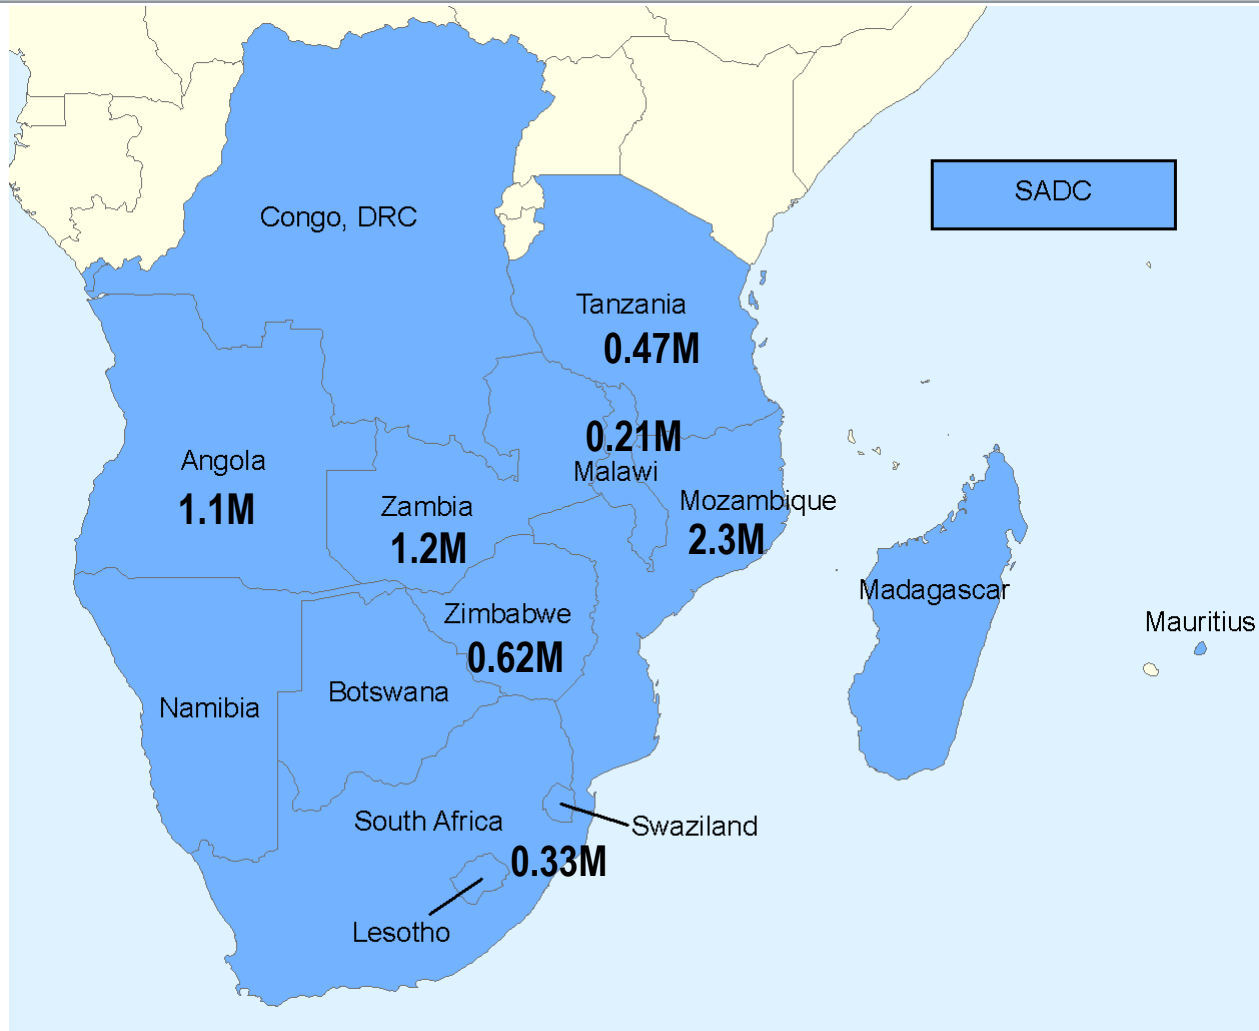 SADC
Congo, DRC
Tanzania
0.47M
0.21M
Malawi
Angola
1.1M
Zambia
1.2M
Mozambique
2.3M
Madagascar
Mauritius
Zimbabwe
0.62M
Botswana
Namibia
South Africa
Swaziland
0.33M
Lesotho